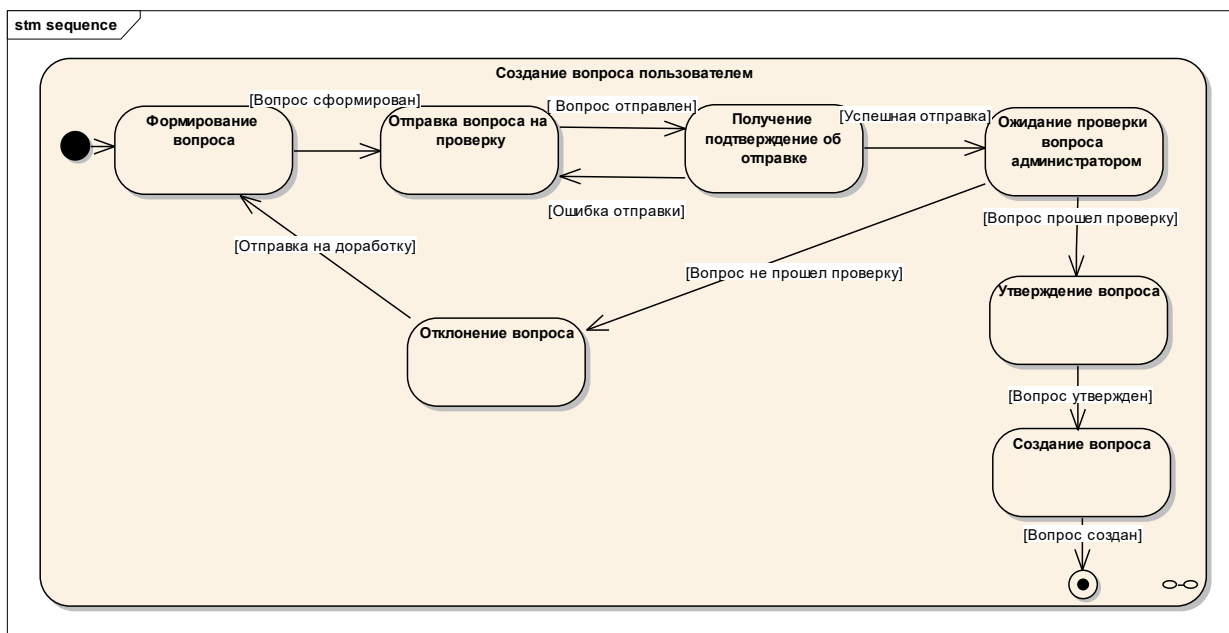 stm sequence
Создание вопроса пользователем
[Вопрос сформирован]
[ Вопрос отправлен]
[Успешная отправка]
Формирование
вопроса
Отправка вопроса на
проверку
Получение
подтверждение об
отправке
Ожидание проверки
вопроса
администратором
[Ошибка отправки]
[Вопрос прошел проверку]
[Отправка на доработку]
[Вопрос не прошел проверку]
Утверждение вопроса
Отклонение вопроса
[Вопрос утвержден]
Создание вопроса
[Вопрос создан]